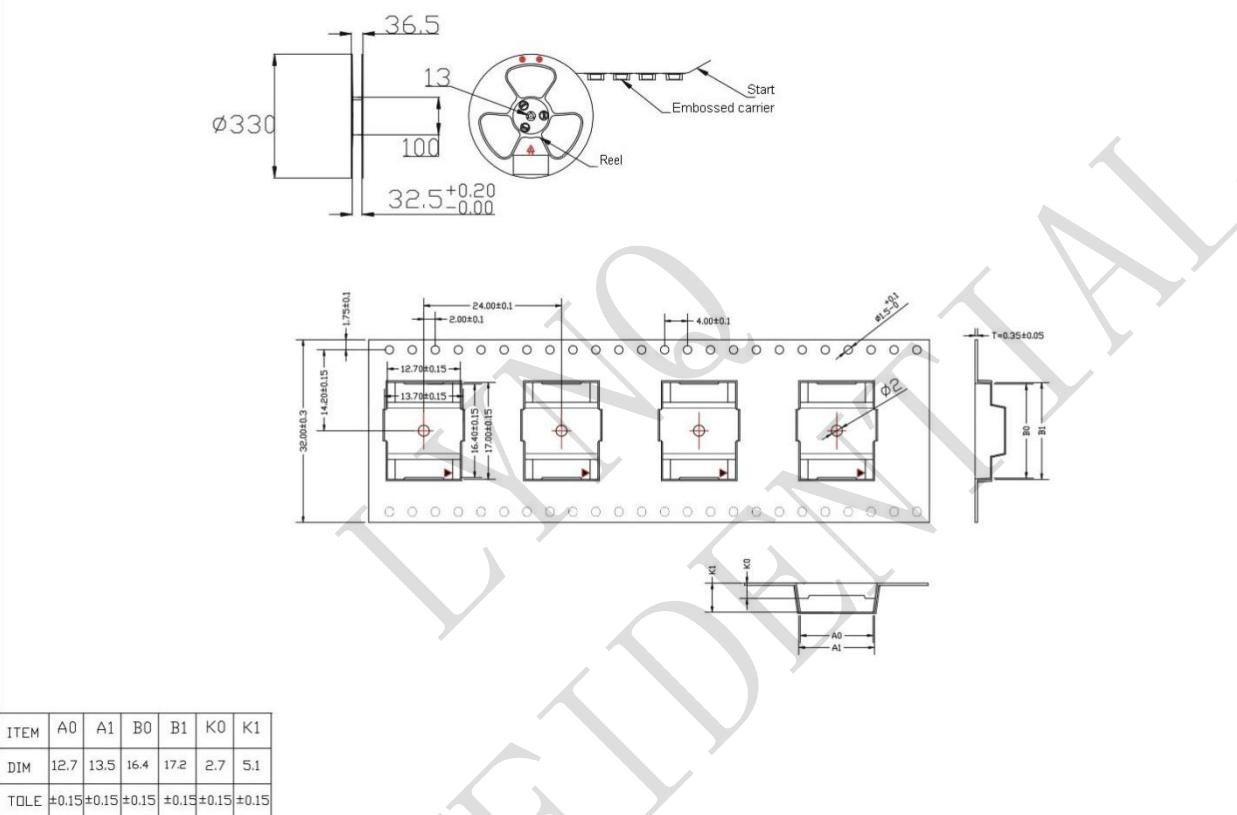 36.5
13
Start
Embossed carrier
Ø330
100
Reel
32.5 +0.20 -0.00
24.00±0.1
1.75±0.1
2.00±0.1
4.00±0.1
Ø1.5 +0.1 -0
T=0.35±0.05
12.70±0.15
Ø2
13.70±0.15
14.20±0.15
32.00±0.3
16.40±0.15
17.00±0.15
B0
B1
K1
K0
A0
A1
ITEM A0 A1 B0 B1 K0 K1
DIM 12.7 13.5 16.4 17.2 2.7 5.1
TOLE ±0.15 ±0.15 ±0.15 ±0.15 ±0.15 ±0.15
LYNQ
FIDENTIAL